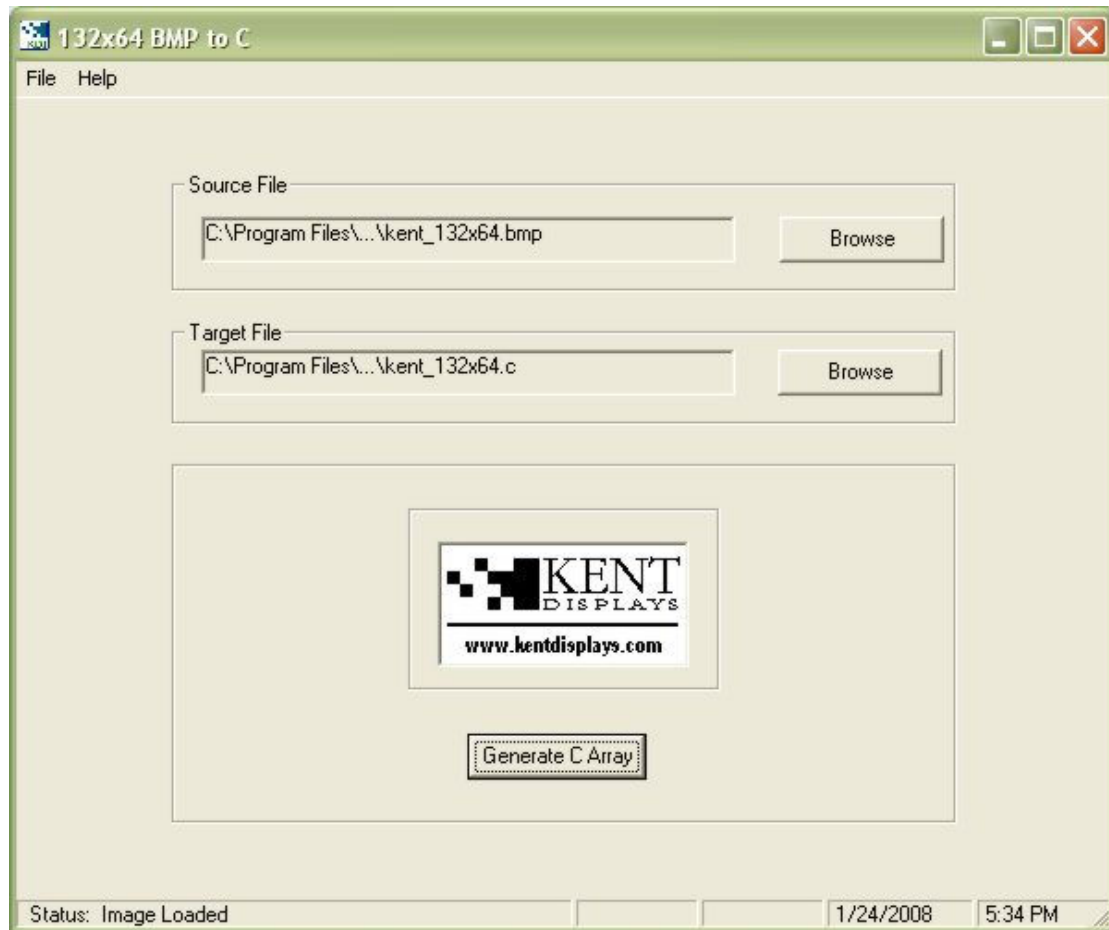 132x64 BMP to C
File Help
Source File
C:\Program Files\...\kent_132x64.bmp
Browse
Target File
C:\Program Files\...\kent_132x64.c
Browse
KENT
DISPLAYS
www.kentdisplays.com
Generate C Array
Status: Image Loaded
1/24/2008
5:34 PM